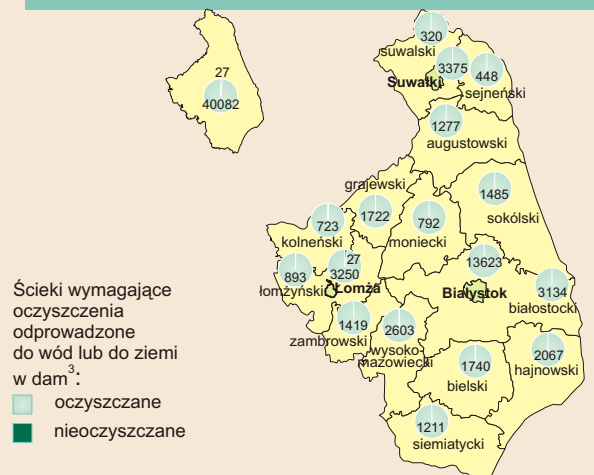 27
40082
320
suwalski
3375
448
Suwałki
sejneński
1277
augustowski
grajewski
1722
1485
sokólski
723
kolneński
792
moniecki
27
3250
13623
893
łomżyński
Łomża
Białystok
3134
białostocki
1419
zambrowski
2603
wysoko-
mazowiecki
1740
bielski
2067
hajnowski
1211
siemiatycki
Ścieki wymagające
oczyszczenia
odprowadzone
do wód lub do ziemi
w dam³:
oczyszczane
nieoczyszczane